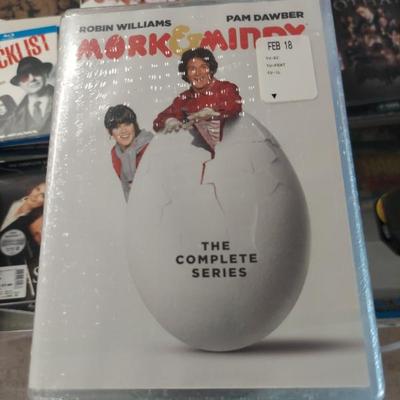 ROBIN WILLIAMS PAM DAWBER
MORK & MINDY
FEB 18
THE
COMPLETE
SERIES
CKLIST